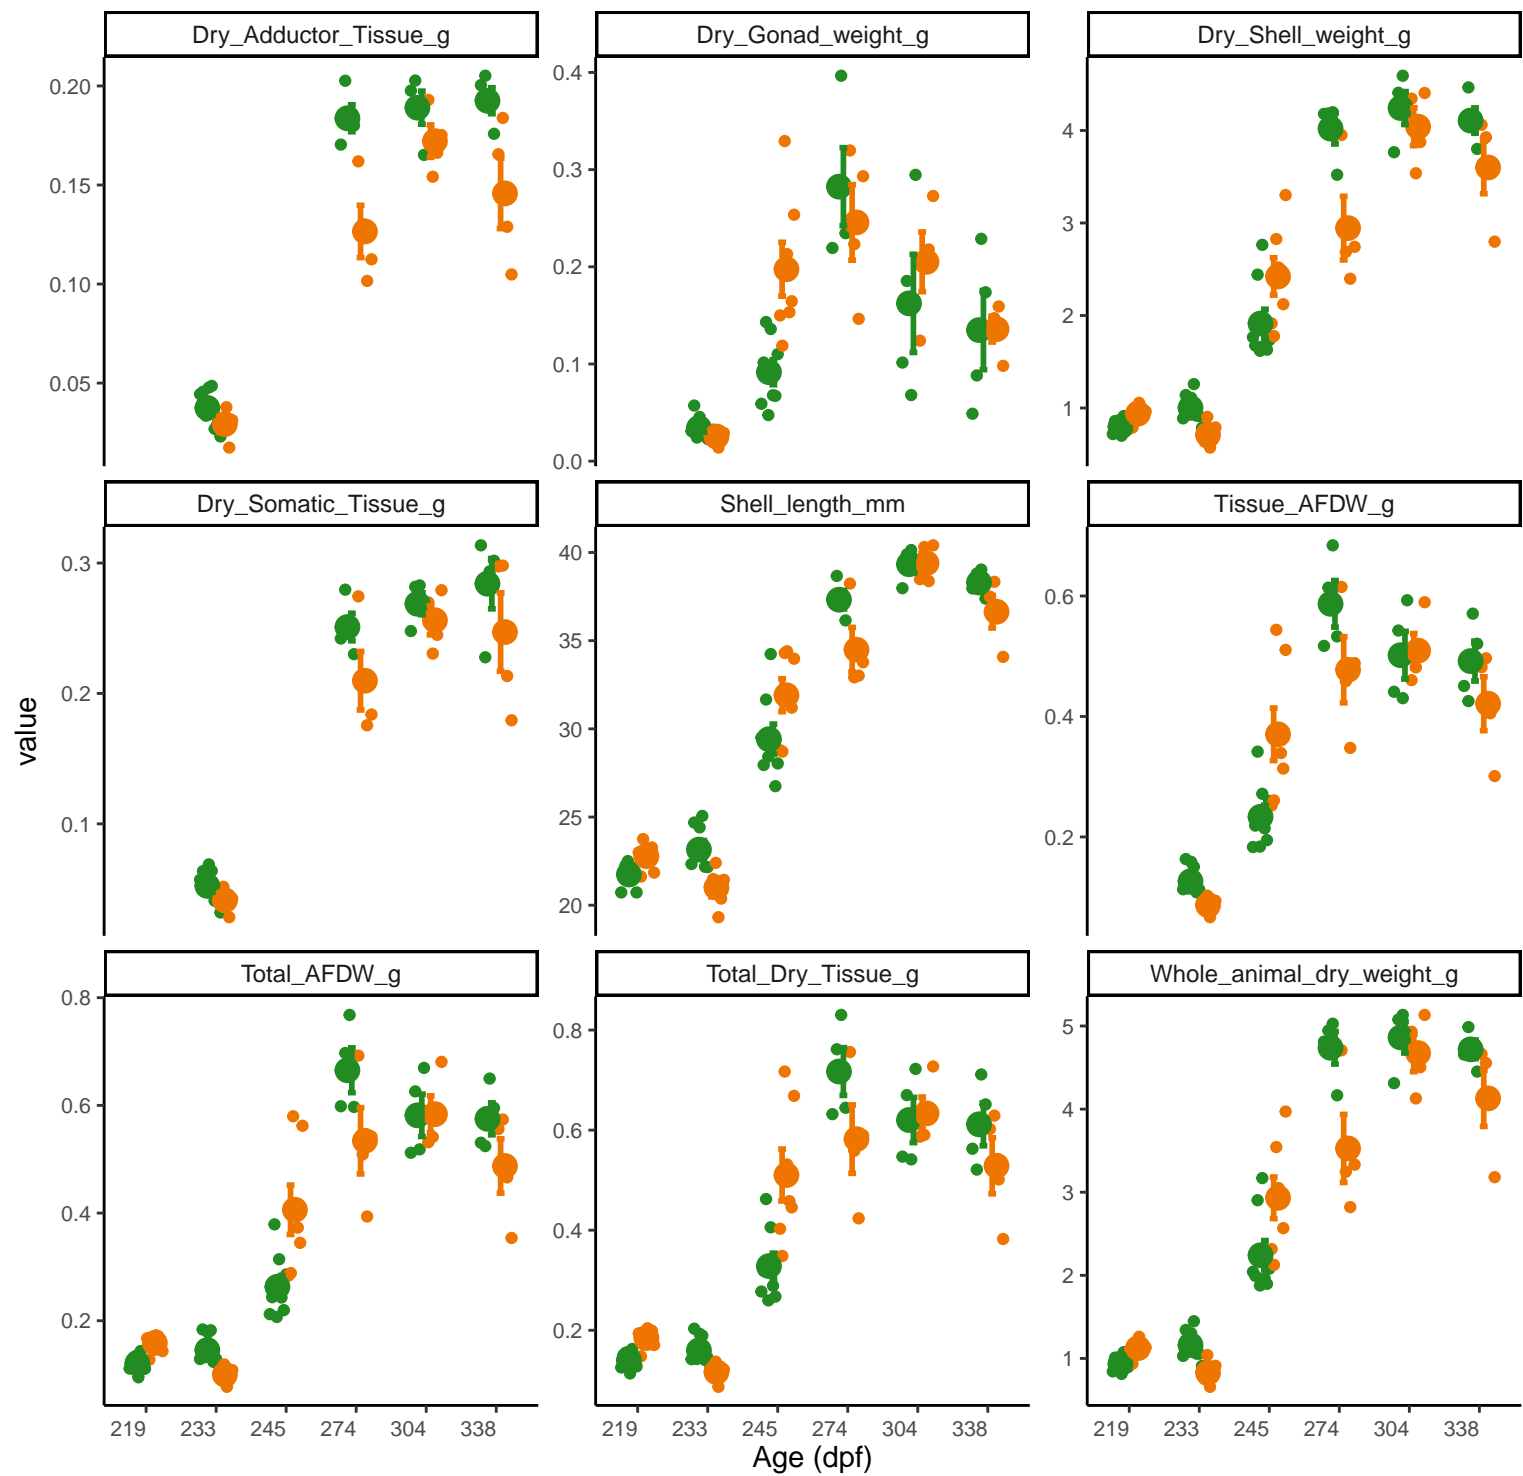 Dry_Adductor_Tissue_g
Dry_Gonad_weight_g
Dry_Shell_weight_g
0.20
0.15
0.10
0.05
0.4
0.3
0.2
0.1
0.0
4
3
2
1
Dry_Somatic_Tissue_g
Shell_length_mm
Tissue_AFDW_g
0.3
0.2
0.1
40
35
30
25
20
0.6
0.4
0.2
value
Total_AFDW_g
Total_Dry_Tissue_g
Whole_animal_dry_weight_g
0.8
0.6
0.4
0.2
0.8
0.6
0.4
0.2
5
4
3
2
1
219 233 245 274 304 338
219 233 245 274 304 338
219 233 245 274 304 338
Age (dpf)